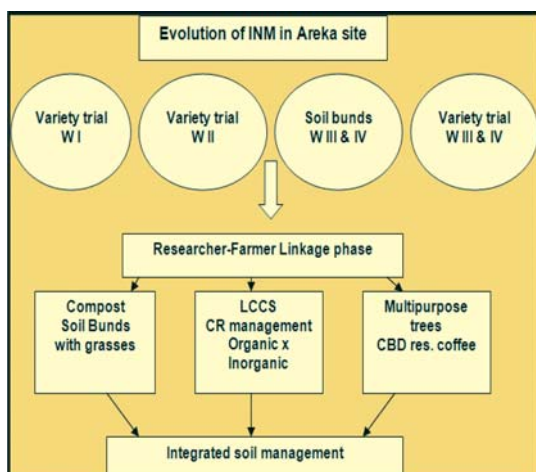 Evolution of INM in Areka site
Variety trial
W I
Variety trial
W II
Soil bunds
W III & IV
Variety trial
W III & IV
Researcher-Farmer Linkage phase
Compost
Soil Bunds
with grasses
LCCS
CR management
Organic x
Inorganic
Multipurpose
trees
CBD res. coffee
Integrated soil management